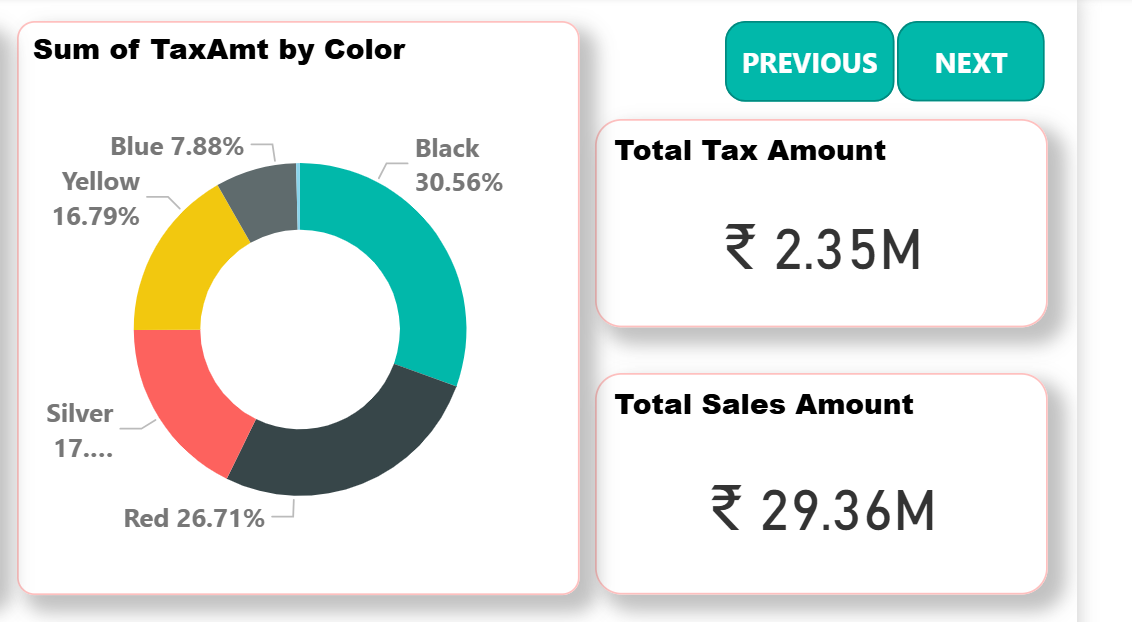 Sum of TaxAmt by Color
PREVIOUS
NEXT
Blue 7.88%
Black
30.56%
Yellow
16.79%
Silver
17....
Red 26.71%
Total Tax Amount
₹ 2.35M
Total Sales Amount
₹ 29.36M